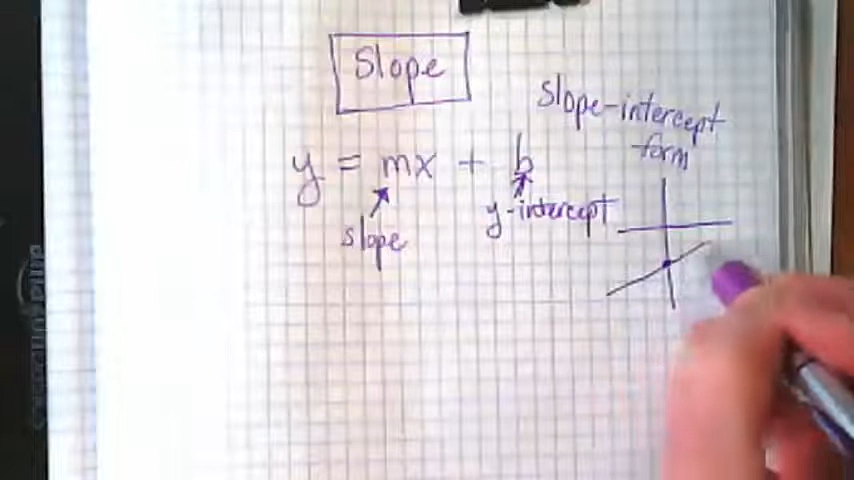 Slope
slope-intercept
form
y = mx + b
slope
y-intercept